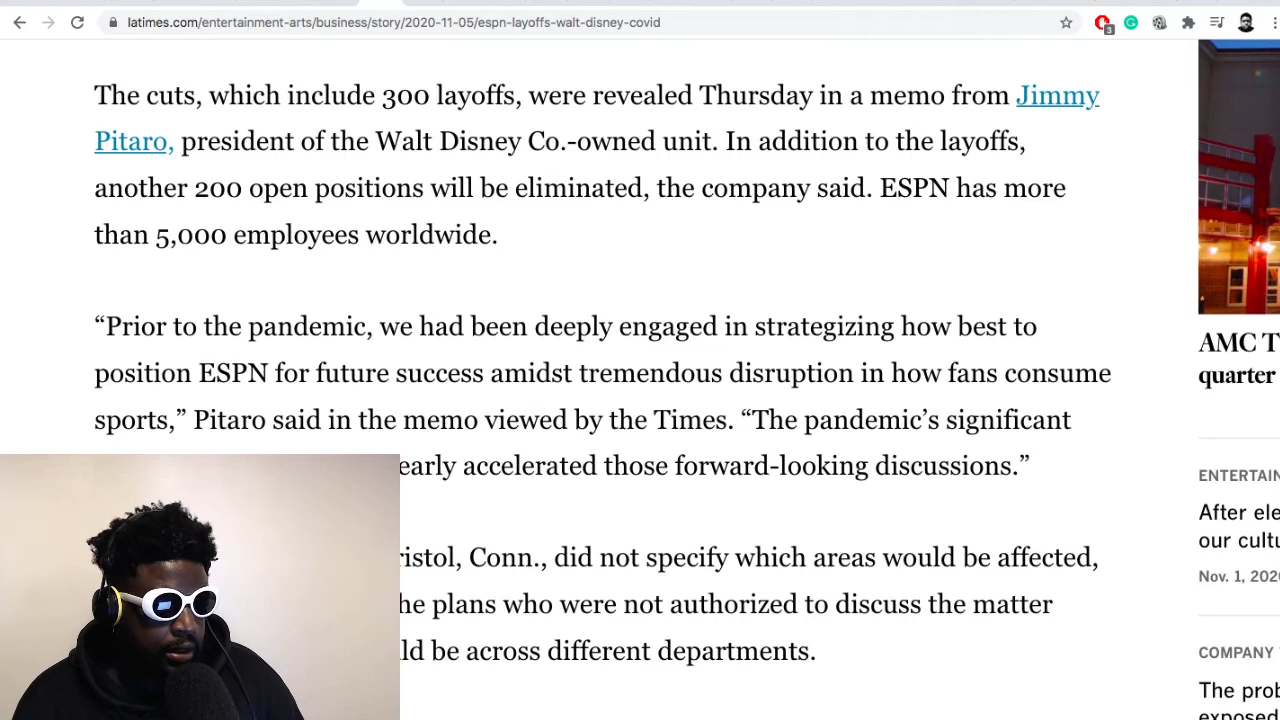 latimes.com/entertainment-arts/business/story/2020-11-05/espn-layoffs-walt-disney-covid
3
The cuts, which include 300 layoffs, were revealed Thursday in a memo from Jimmy
Pitaro, president of the Walt Disney Co.-owned unit. In addition to the layoffs,
another 200 open positions will be eliminated, the company said. ESPN has more
than 5,000 employees worldwide.
“Prior to the pandemic, we had been deeply engaged in strategizing how best to
position ESPN for future success amidst tremendous disruption in how fans consume
sports,” Pitaro said in the memo viewed by the Times. “The pandemic’s significant
early accelerated those forward-looking discussions.”
ristol, Conn., did not specify which areas would be affected,
he plans who were not authorized to discuss the matter
ld be across different departments.
AMC T
quarter
ENTERTAIN
After ele
our cultu
Nov. 1, 202
COMPANY
The prob
exposed